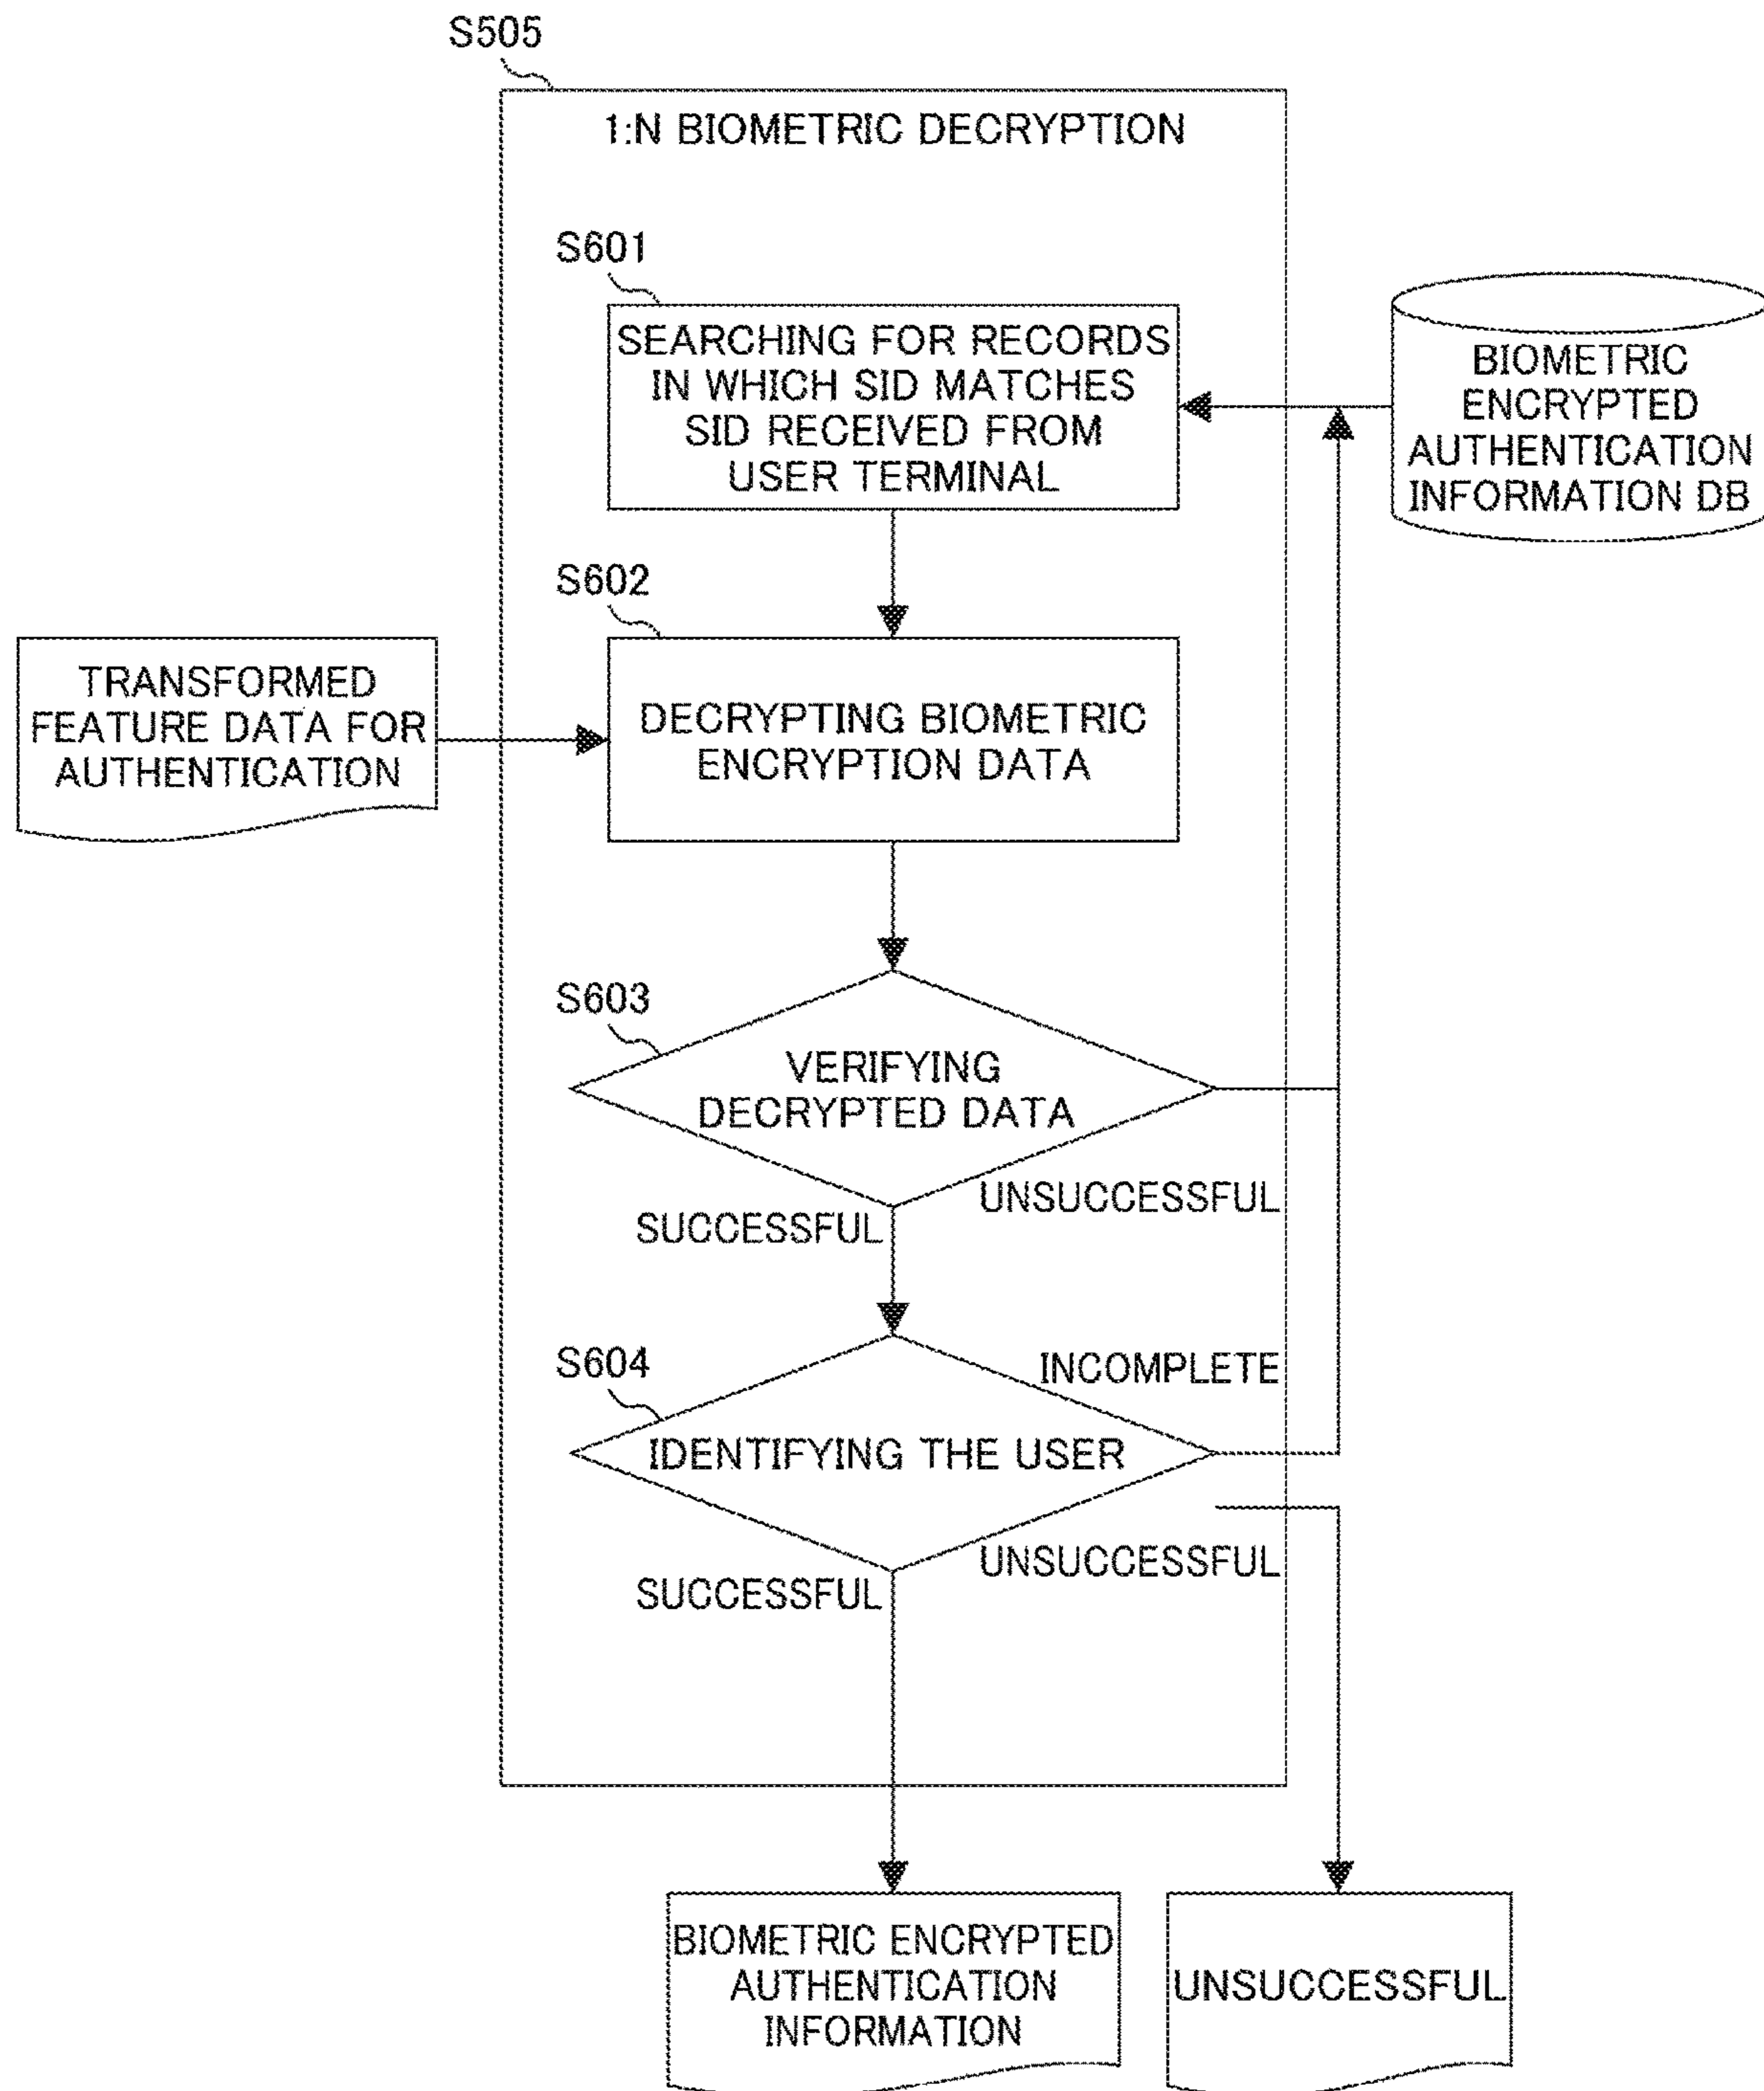 S505
1:N BIOMETRIC DECRYPTION
S601
SEARCHING FOR RECORDS
IN WHICH SID MATCHES
SID RECEIVED FROM
USER TERMINAL
BIOMETRIC
ENCRYPTED
AUTHENTICATION
INFORMATION DB
S602
TRANSFORMED
FEATURE DATA FOR
AUTHENTICATION
DECRYPTING BIOMETRIC
ENCRYPTION DATA
S603
VERIFYING
DECRYPTED DATA
UNSUCCESSFUL
SUCCESSFUL
S604
INCOMPLETE
IDENTIFYING THE USER
UNSUCCESSFUL
SUCCESSFUL
BIOMETRIC ENCRYPTED
AUTHENTICATION
INFORMATION
UNSUCCESSFUL